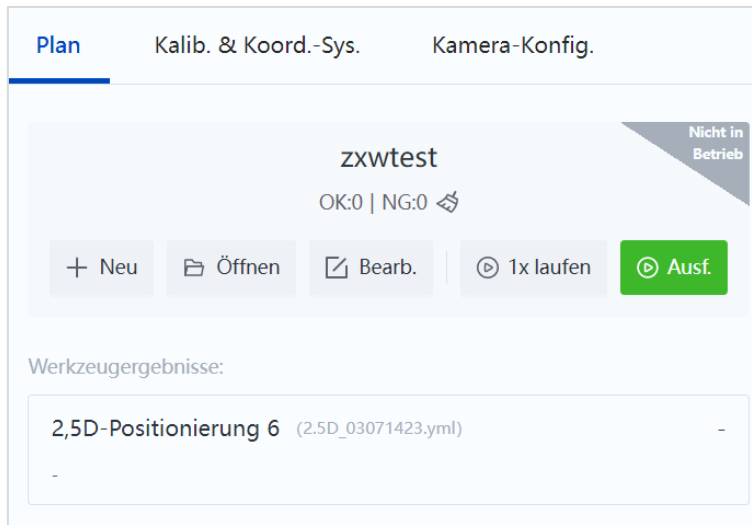 Plan Kalib. & Koord.-Sys. Kamera-Konfig.
Nicht in
Betrieb
zxwtest
OK:0 | NG:0
Neu Öffnen Bearb. 1x laufen Ausf.
Werkzeugergebnisse:
2,5D-Positionierung 6 (2.5D_03071423.yml) -
-